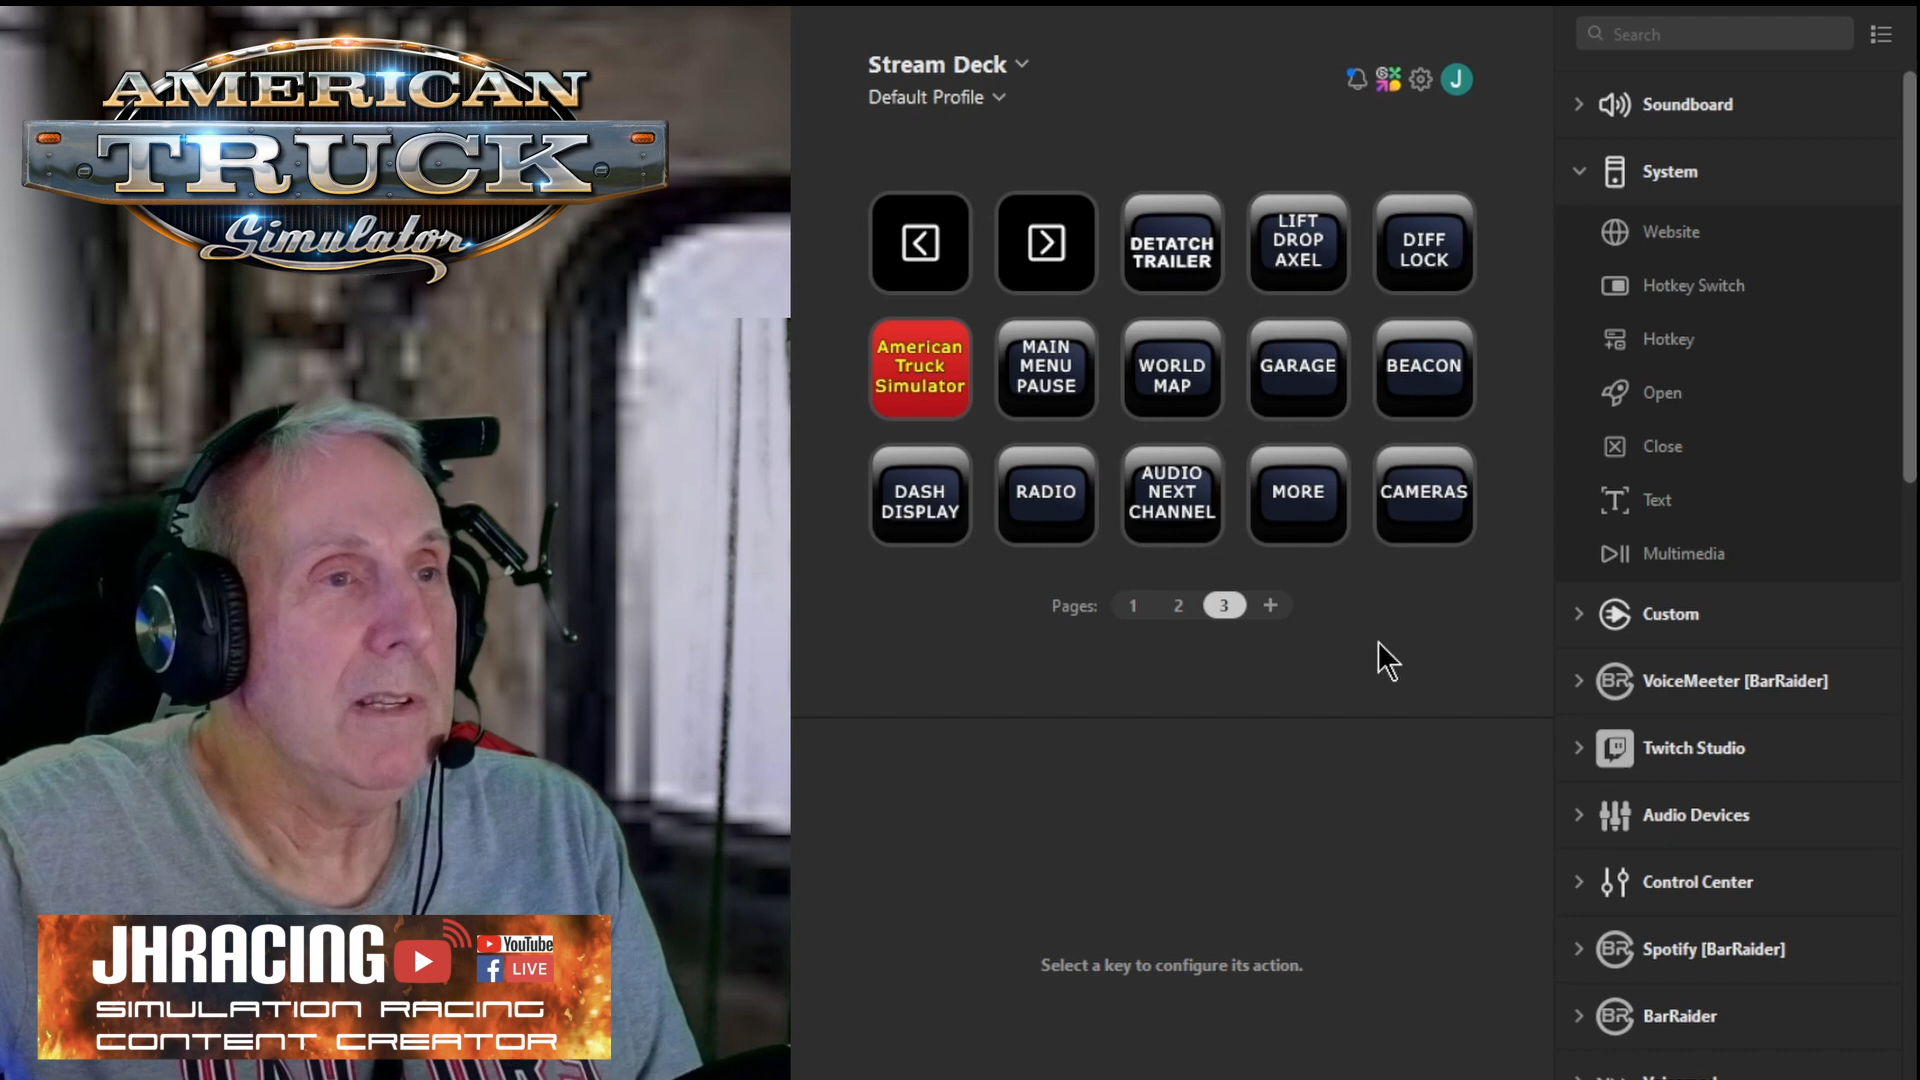 AMERICAN
TRUCK
Simulator
JHRACING
YouTube
f LIVE
SIMULATION RACING
CONTENT CREATOR
Stream Deck
Default Profile
J
DETATCH
TRAILER
LIFT
DROP
AXEL
DIFF
LOCK
American
Truck
Simulator
MAIN
MENU
PAUSE
WORLD
MAP
GARAGE
BEACON
DASH
DISPLAY
RADIO
AUDIO
NEXT
CHANNEL
MORE
CAMERAS
Pages: 1 2 3 +
Select a key to configure its action.
Search
Soundboard
System
Website
Hotkey Switch
Hotkey
Open
Close
Text
Multimedia
Custom
BR VoiceMeeter [BarRaider]
Twitch Studio
Audio Devices
Control Center
BR Spotify [BarRaider]
BR BarRaider